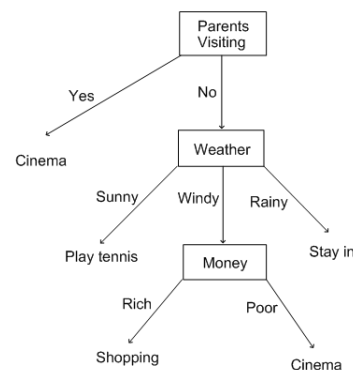 Parents
Visiting
Yes
No
Cinema
Weather
Sunny
Windy
Rainy
Play tennis
Money
Stay in
Rich
Poor
Shopping
Cinema